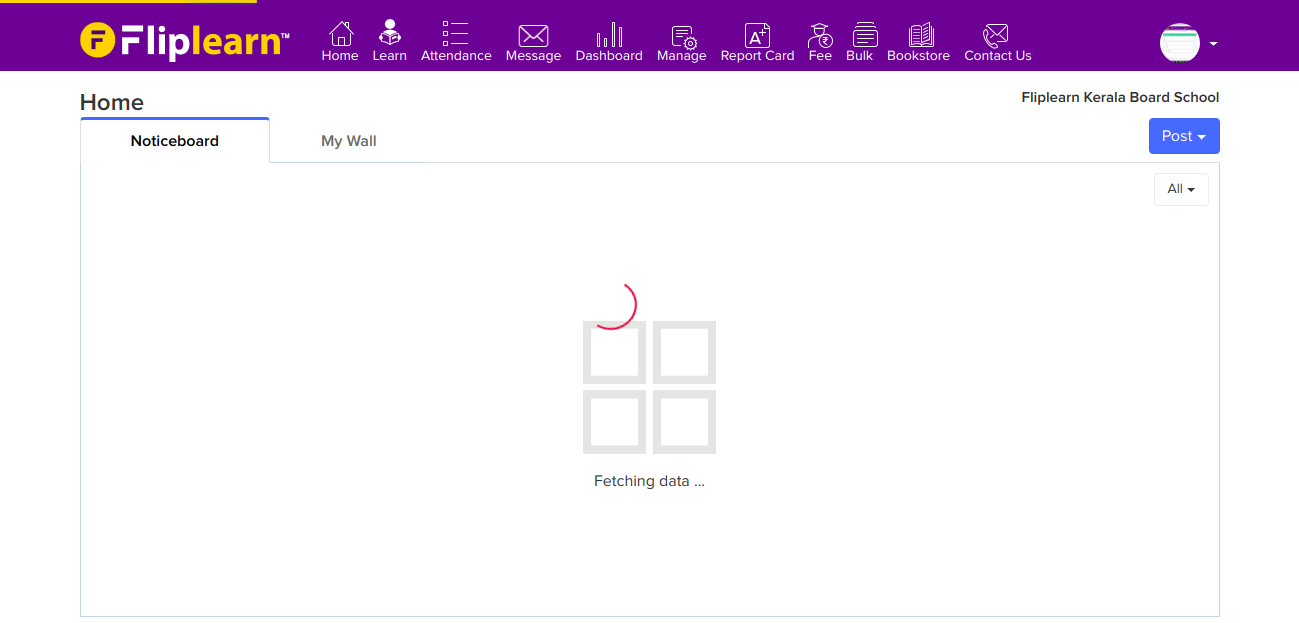 Fliplearn™
Home Learn Attendance Message Dashboard Manage Report Card Fee Bulk Bookstore Contact Us
Home
Fliplearn Kerala Board School
Noticeboard My Wall Post
All
Fetching data ...